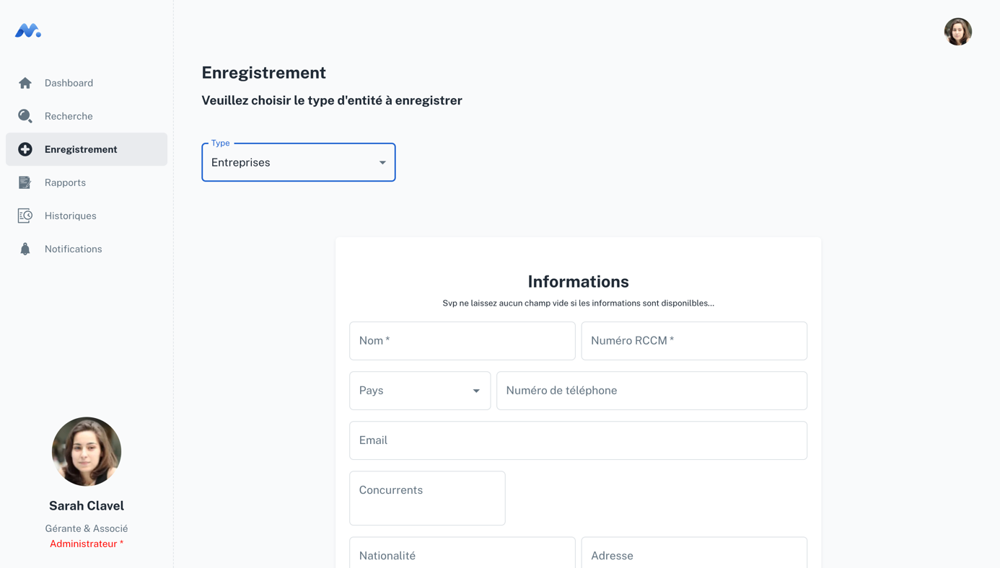 Dashboard
Recherche
Enregistrement
Rapports
Historiques
Notifications
Sarah Clavel
Gérante & Associé
Administrateur *
Enregistrement
Veuillez choisir le type d'entité à enregistrer
Type
Entreprises
Informations
Svp ne laissez aucun champ vide si les informations sont disponilbles...
Nom *
Numéro RCCM *
Pays
Numéro de téléphone
Email
Concurrents
Nationalité
Adresse